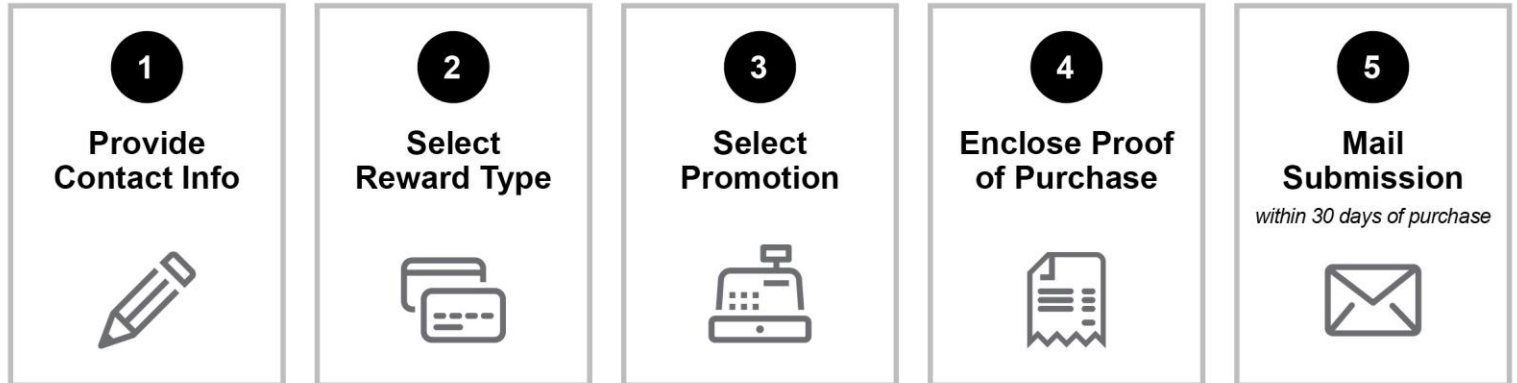 1
Provide
Contact Info
2
Select
Reward Type
3
Select
Promotion
4
Enclose Proof
of Purchase
5
Mail
Submission
within 30 days of purchase